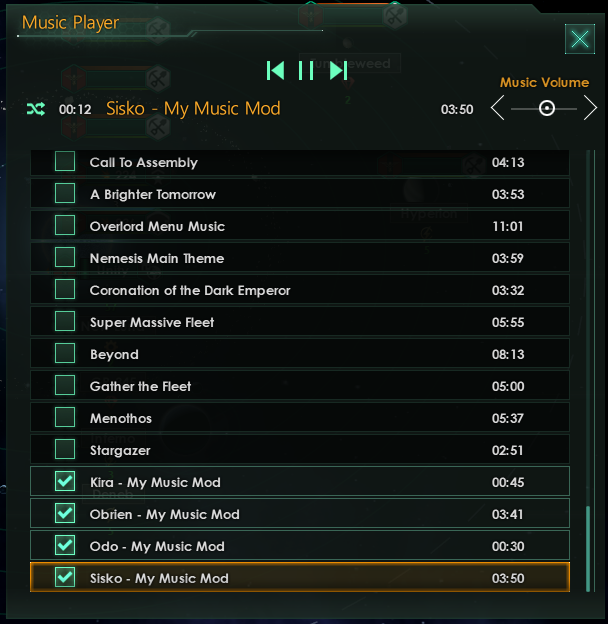 Music Player
Music Volume
00:12 Sisko - My Music Mod 03:50
Call To Assembly 04:13
A Brighter Tomorrow 03:53
Overlord Menu Music 11:01
Nemesis Main Theme 03:59
Coronation of the Dark Emperor 03:32
Super Massive Fleet 05:55
Beyond 08:13
Gather the Fleet 05:00
Menothos 05:37
Stargazer 02:51
Kira - My Music Mod 00:45
Obrien - My Music Mod 03:41
Odo - My Music Mod 00:30
Sisko - My Music Mod 03:50